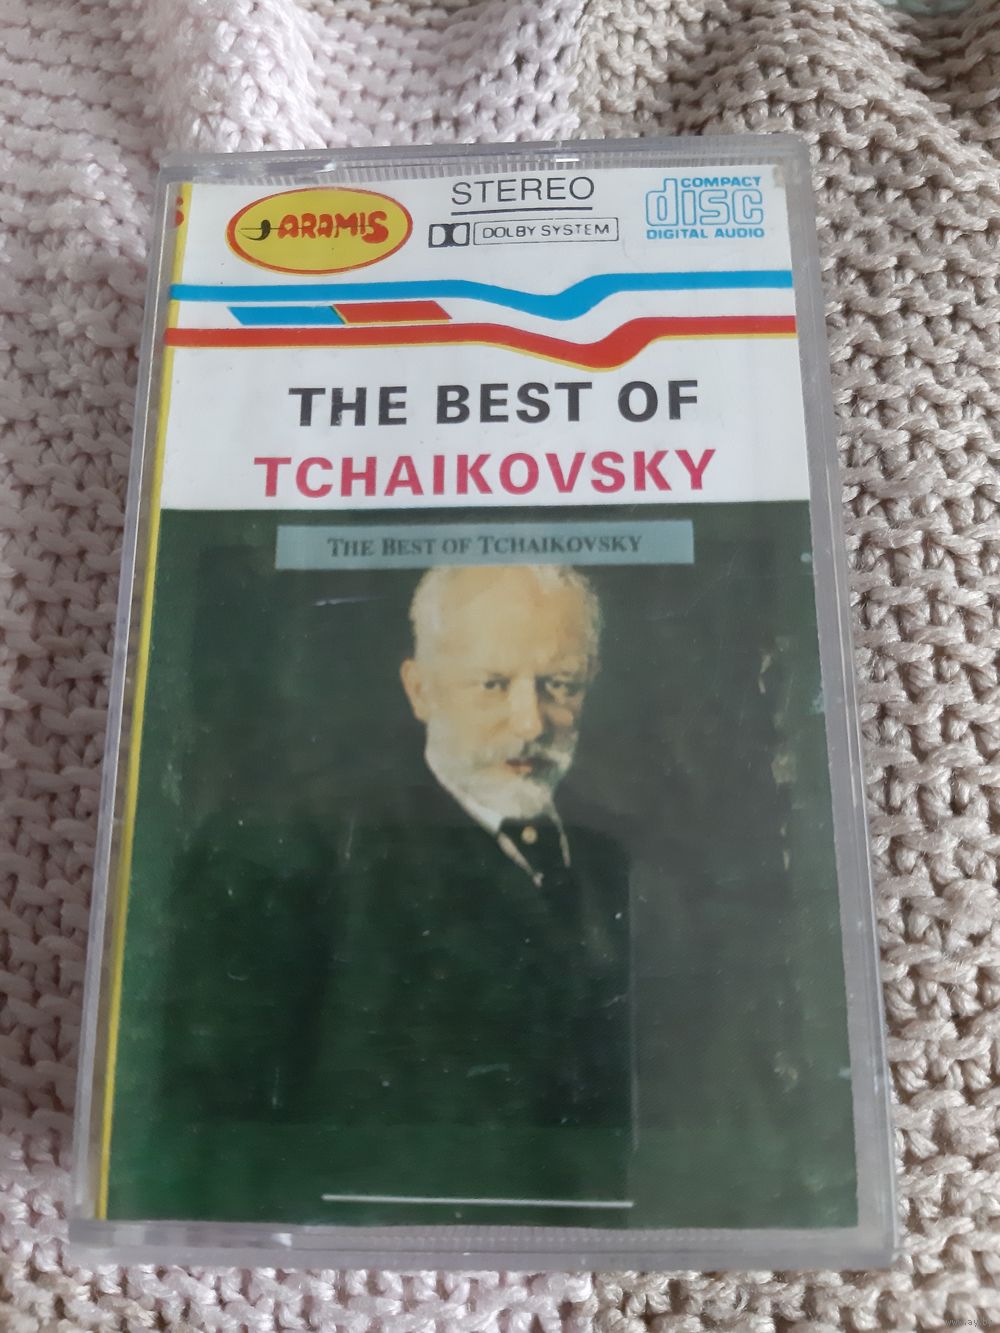 ARAMIS
STEREO
DOLBY SYSTEM
COMPACT
disc
DIGITAL AUDIO
THE BEST OF
TCHAIKOVSKY
THE BEST OF TCHAIKOVSKY